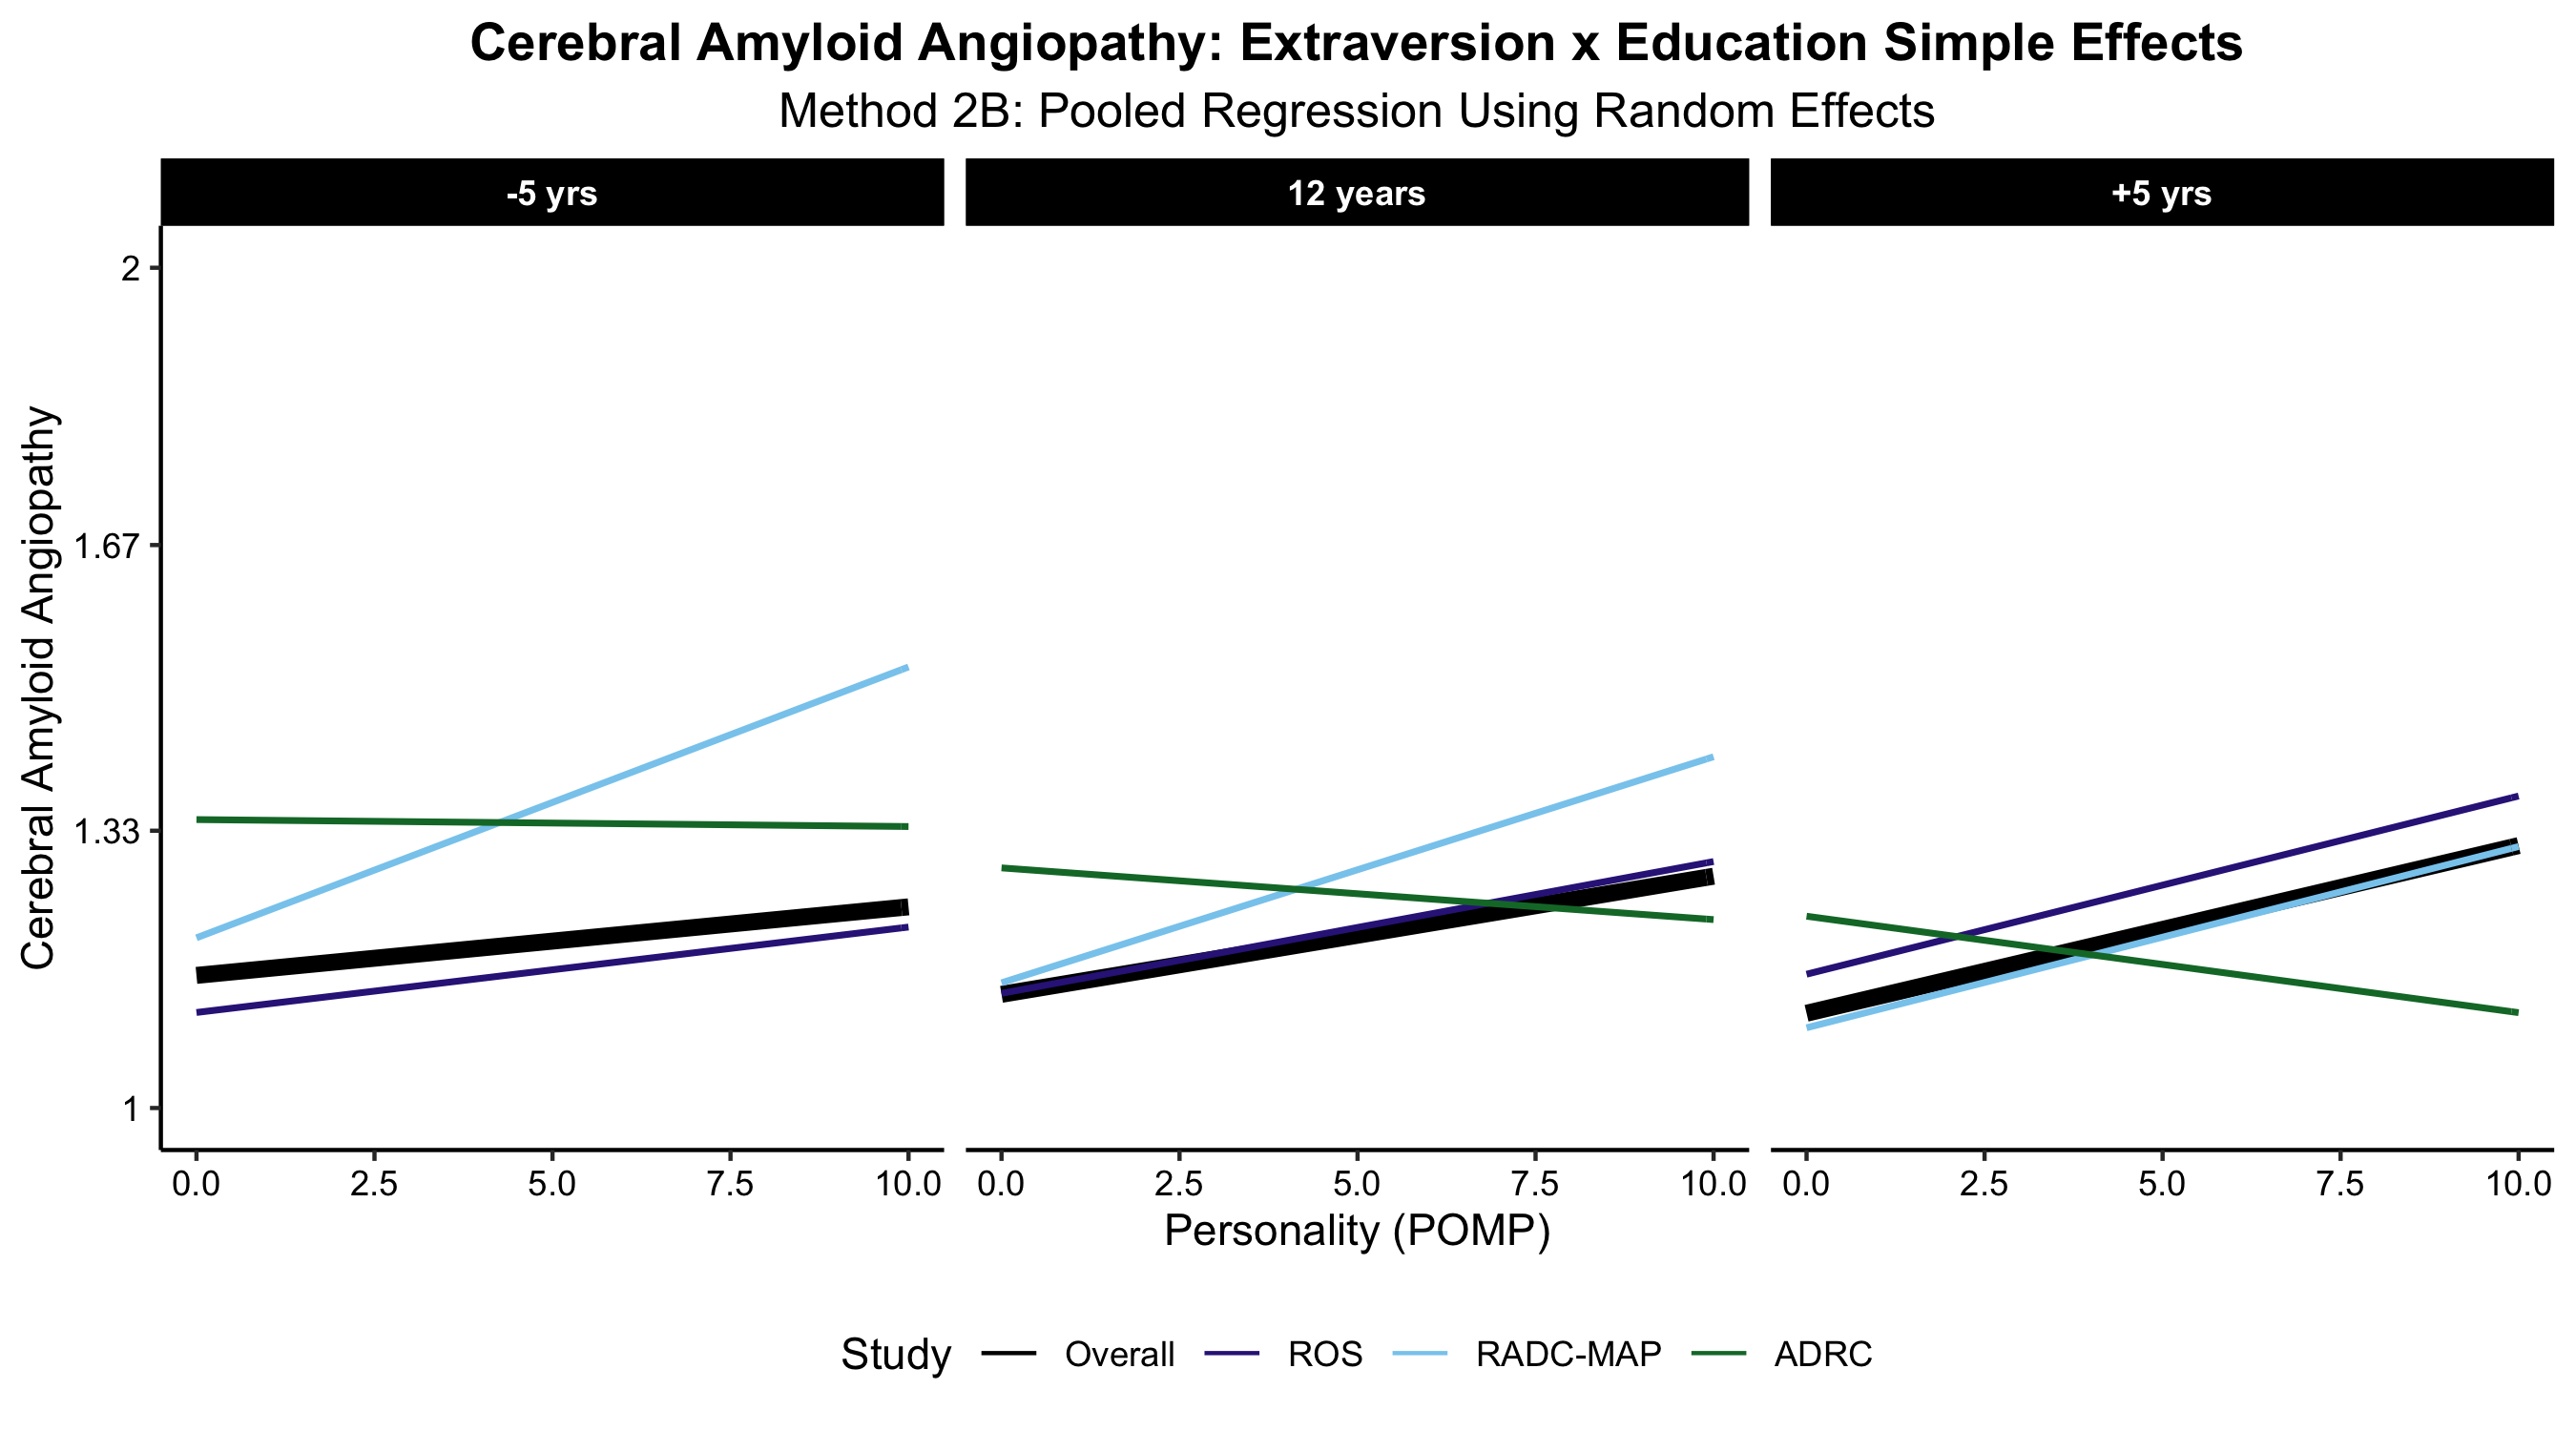 Cerebral Amyloid Angiopathy: Extraversion x Education Simple Effects
Method 2B: Pooled Regression Using Random Effects
-5 yrs
12 years
+5 yrs
Cerebral Amyloid Angiopathy
2
1.67
1.33
1
0.0 2.5 5.0 7.5 10.0
0.0 2.5 5.0 7.5 10.0
0.0 2.5 5.0 7.5 10.0
Personality (POMP)
Study Overall ROS RADC-MAP ADRC